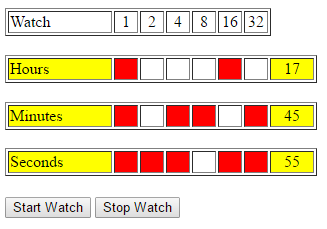 Watch 1 2 4 8 16 32
Hours 17
Minutes 45
Seconds 55
Start Watch Stop Watch